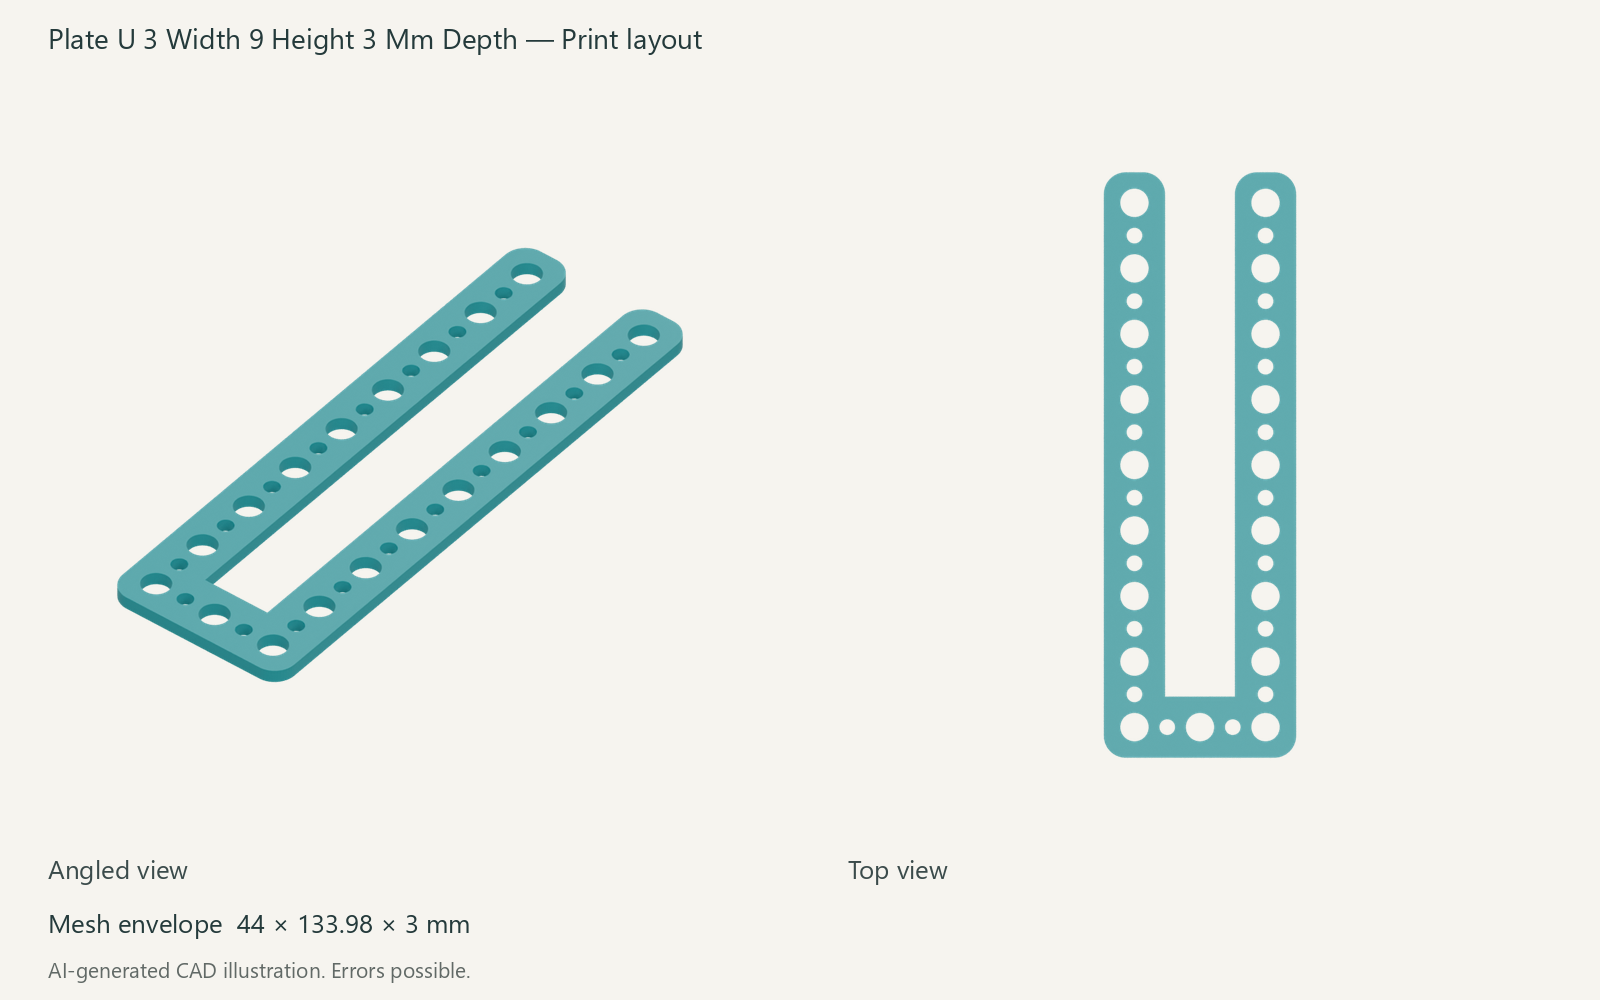 Plate U 3 Width 9 Height 3 Mm Depth — Print layout
Angled view
Top view
Mesh envelope  44 × 133.98 × 3 mm
AI-generated CAD illustration. Errors possible.